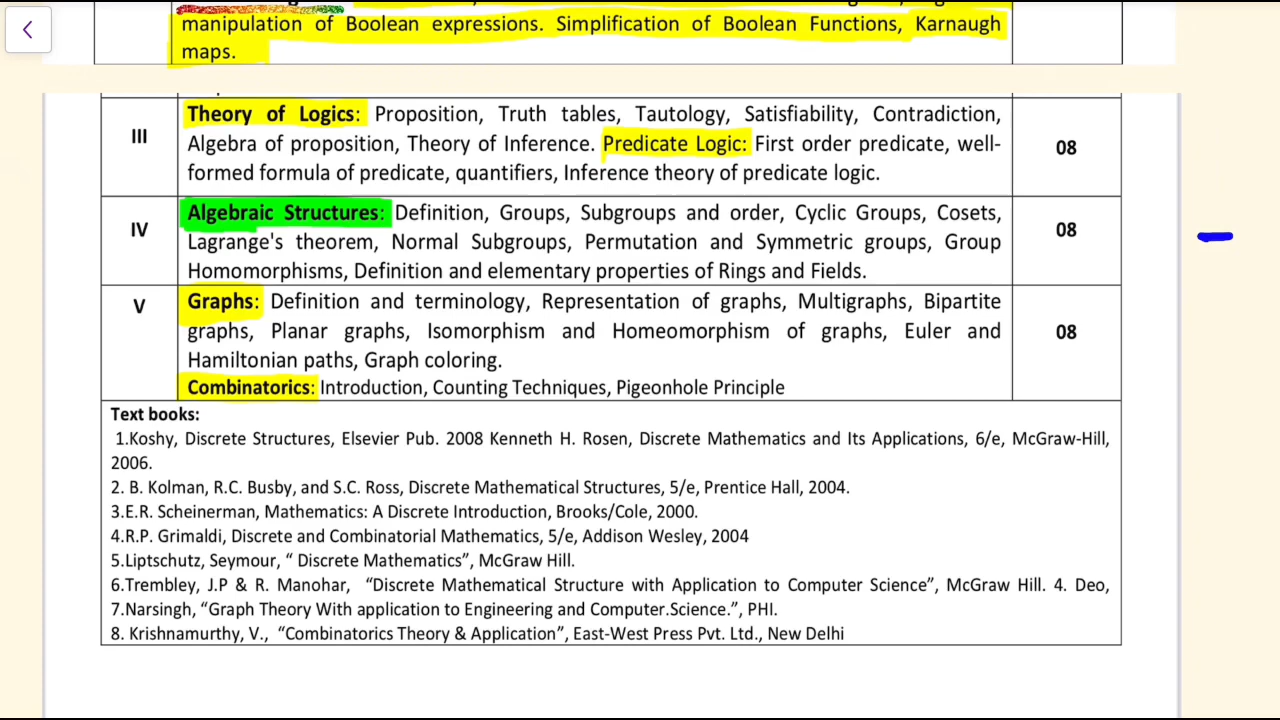 manipulation of Boolean expressions. Simplification of Boolean Functions, Karnaugh
maps.
III
Theory of Logics: Proposition, Truth tables, Tautology, Satisfiability, Contradiction,
Algebra of proposition, Theory of Inference. Predicate Logic: First order predicate, well-
formed formula of predicate, quantifiers, Inference theory of predicate logic.
08
IV
Algebraic Structures: Definition, Groups, Subgroups and order, Cyclic Groups, Cosets,
Lagrange's theorem, Normal Subgroups, Permutation and Symmetric groups, Group
Homomorphisms, Definition and elementary properties of Rings and Fields.
08
V
Graphs: Definition and terminology, Representation of graphs, Multigraphs, Bipartite
graphs, Planar graphs, Isomorphism and Homeomorphism of graphs, Euler and
Hamiltonian paths, Graph coloring.
Combinatorics: Introduction, Counting Techniques, Pigeonhole Principle
08
Text books:
1.Koshy, Discrete Structures, Elsevier Pub. 2008 Kenneth H. Rosen, Discrete Mathematics and Its Applications, 6/e, McGraw-Hill,
2006.
2. B. Kolman, R.C. Busby, and S.C. Ross, Discrete Mathematical Structures, 5/e, Prentice Hall, 2004.
3.E.R. Scheinerman, Mathematics: A Discrete Introduction, Brooks/Cole, 2000.
4.R.P. Grimaldi, Discrete and Combinatorial Mathematics, 5/e, Addison Wesley, 2004
5.Liptschutz, Seymour, “ Discrete Mathematics”, McGraw Hill.
6.Trembley, J.P & R. Manohar, “Discrete Mathematical Structure with Application to Computer Science”, McGraw Hill. 4. Deo,
7.Narsingh, “Graph Theory With application to Engineering and Computer.Science.”, PHI.
8. Krishnamurthy, V., “Combinatorics Theory & Application”, East-West Press Pvt. Ltd., New Delhi